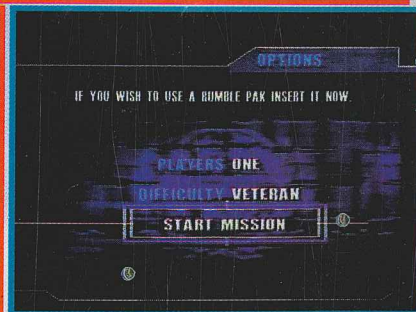 OPTIONS
IF YOU WISH TO USE A RUMBLE PAK INSERT IT NOW.
PLAYERS ONE
DIFFICULTY VETERAN
START MISSION